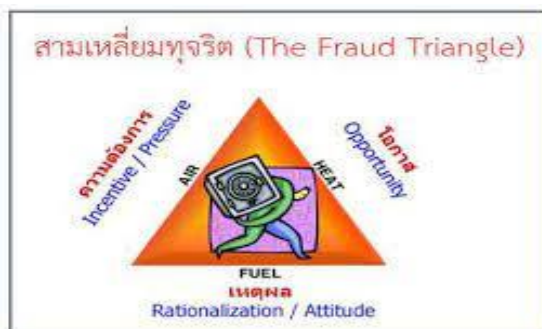 สามเหลี่ยมทุจริต (The Fraud Triangle)
ความต้องการ
Incentive / Pressure
AIR
HEAT
โอกาส
Opportunity
FUEL
เหตุผล
Rationalization / Attitude